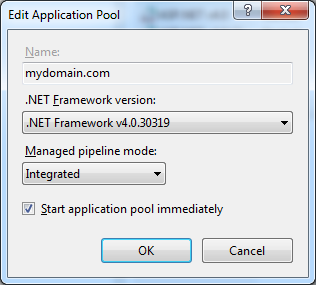 Edit Application Pool
Name:
mydomain.com
.NET Framework version:
.NET Framework v4.0.30319
Managed pipeline mode:
Integrated
Start application pool immediately
OK
Cancel